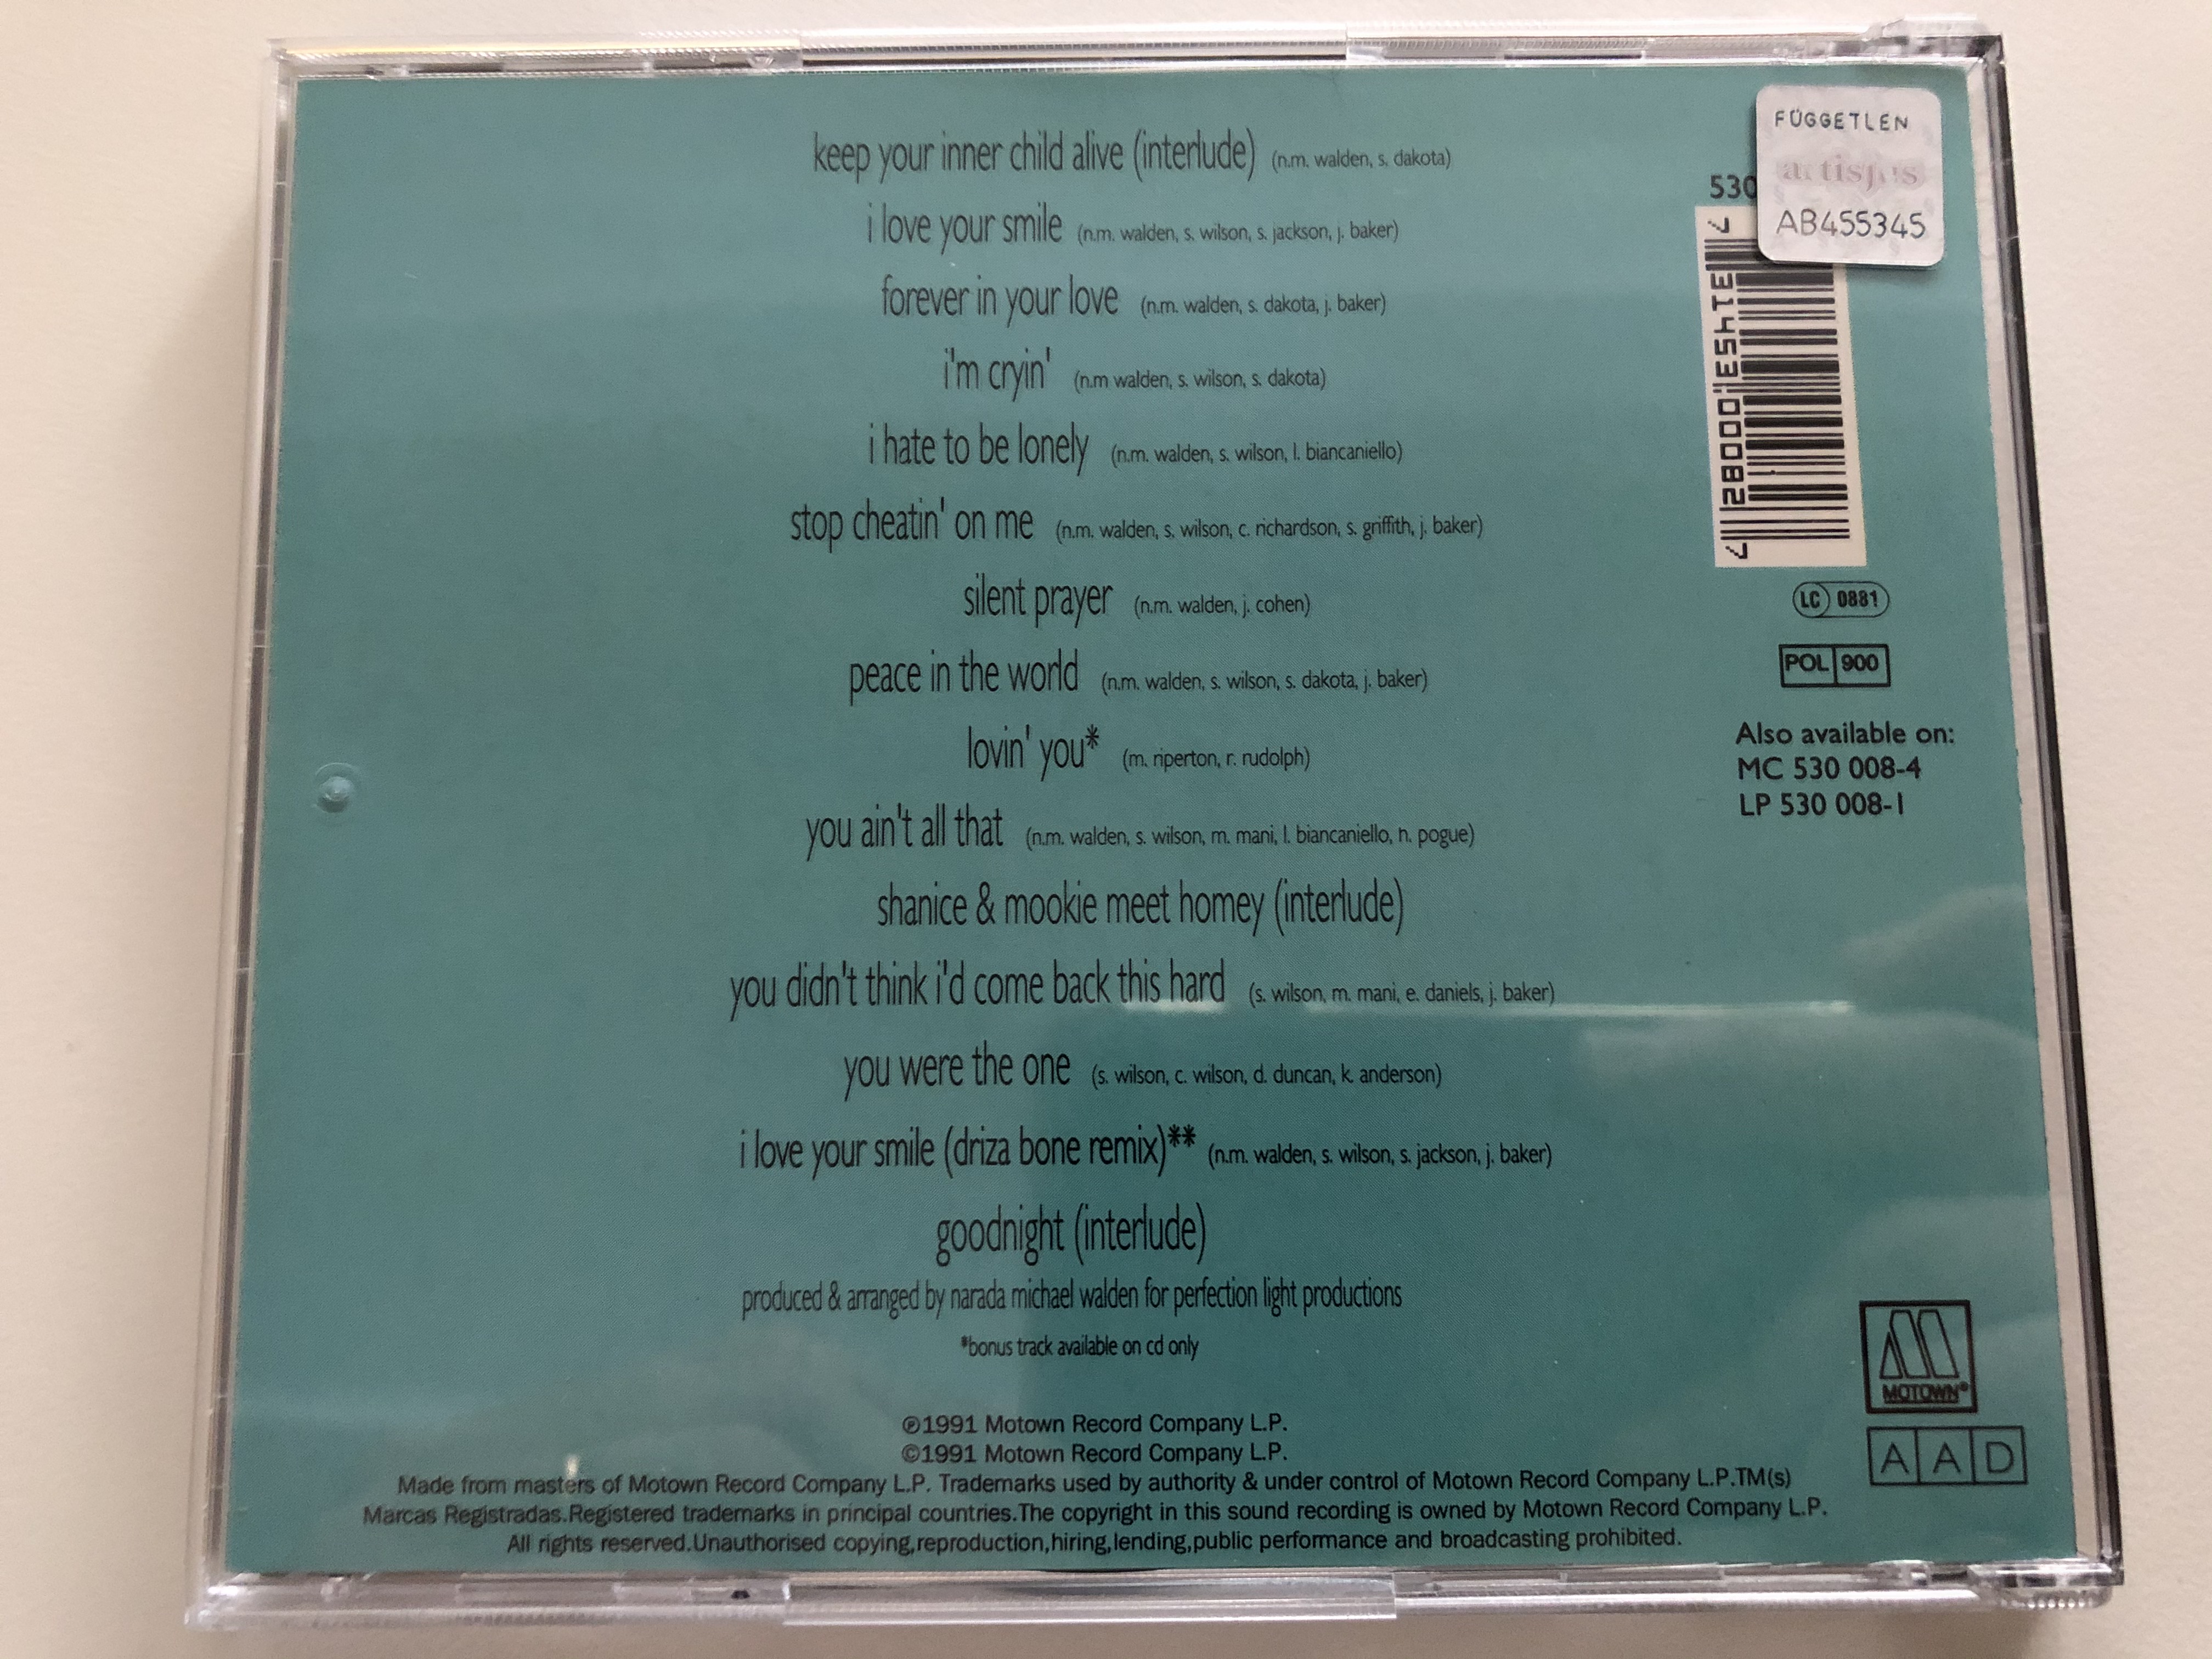 keep your inner child alive (interlude) (n.m. walden, s. dakota)
i love your smile (n.m. walden, s. wilson, s. jackson, j. baker)
forever in your love (n.m. walden, s. dakota, j. baker)
i'm cryin' (n.m walden, s. wilson, s. dakota)
i hate to be lonely (n.m. walden, s. wilson, l. biancaniello)
stop cheatin' on me (n.m. walden, s. wilson, c. richardson, s. griffith, j. baker)
silent prayer (n.m. walden, j. cohen)
peace in the world (n.m. walden, s. wilson, s. dakota, j. baker)
lovin' you* (m. riperton, r. rudolph)
you ain't all that (n.m. walden, s. wilson, m. mani, l. biancaniello, h. pogue)
shanice & mookie meet homey (interlude)
you didn't think i'd come back this hard (s. wilson, m. mani, e. daniels, j. baker)
you were the one (s. wilson, c. wilson, d. duncan, k. anderson)
i love your smile (driza bone remix)** (n.m. walden, s. wilson, s. jackson, j. baker)
goodnight (interlude)
produced & arranged by narada michael walden for perfection light productions
*bonus track available on cd only
℗1991 Motown Record Company L.P.
©1991 Motown Record Company L.P.
Made from masters of Motown Record Company L.P. Trademarks used by authority & under control of Motown Record Company L.P.TM(s)
Marcas Registradas.Registered trademarks in principal countries.The copyright in this sound recording is owned by Motown Record Company L.P.
All rights reserved.Unauthorised copying,reproduction,hiring,lending,public performance and broadcasting prohibited.
FÜGGETLEN
artisjus
AB455345
530
7 31453 00082 7
LC 0881
POL 900
Also available on:
MC 530 008-4
LP 530 008-1
MOTOWN®
A A D